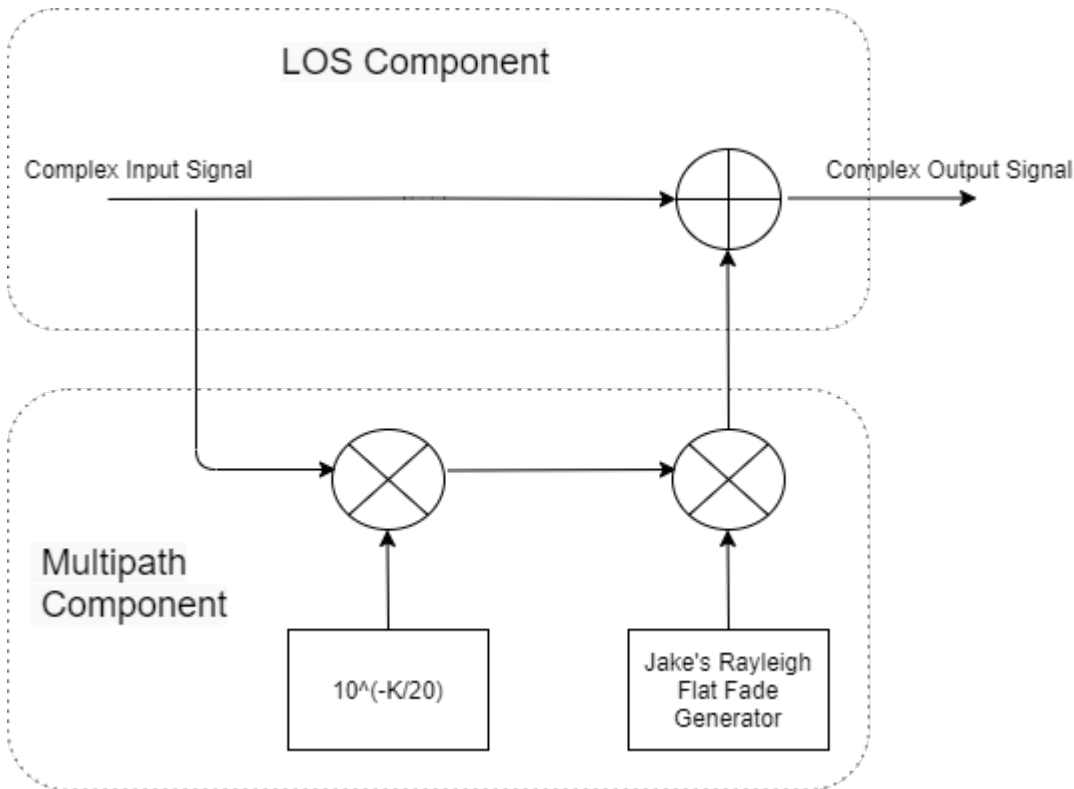 LOS Component
Complex Input Signal
Complex Output Signal
Multipath
Component
10^(-K/20)
Jake's Rayleigh
Flat Fade
Generator